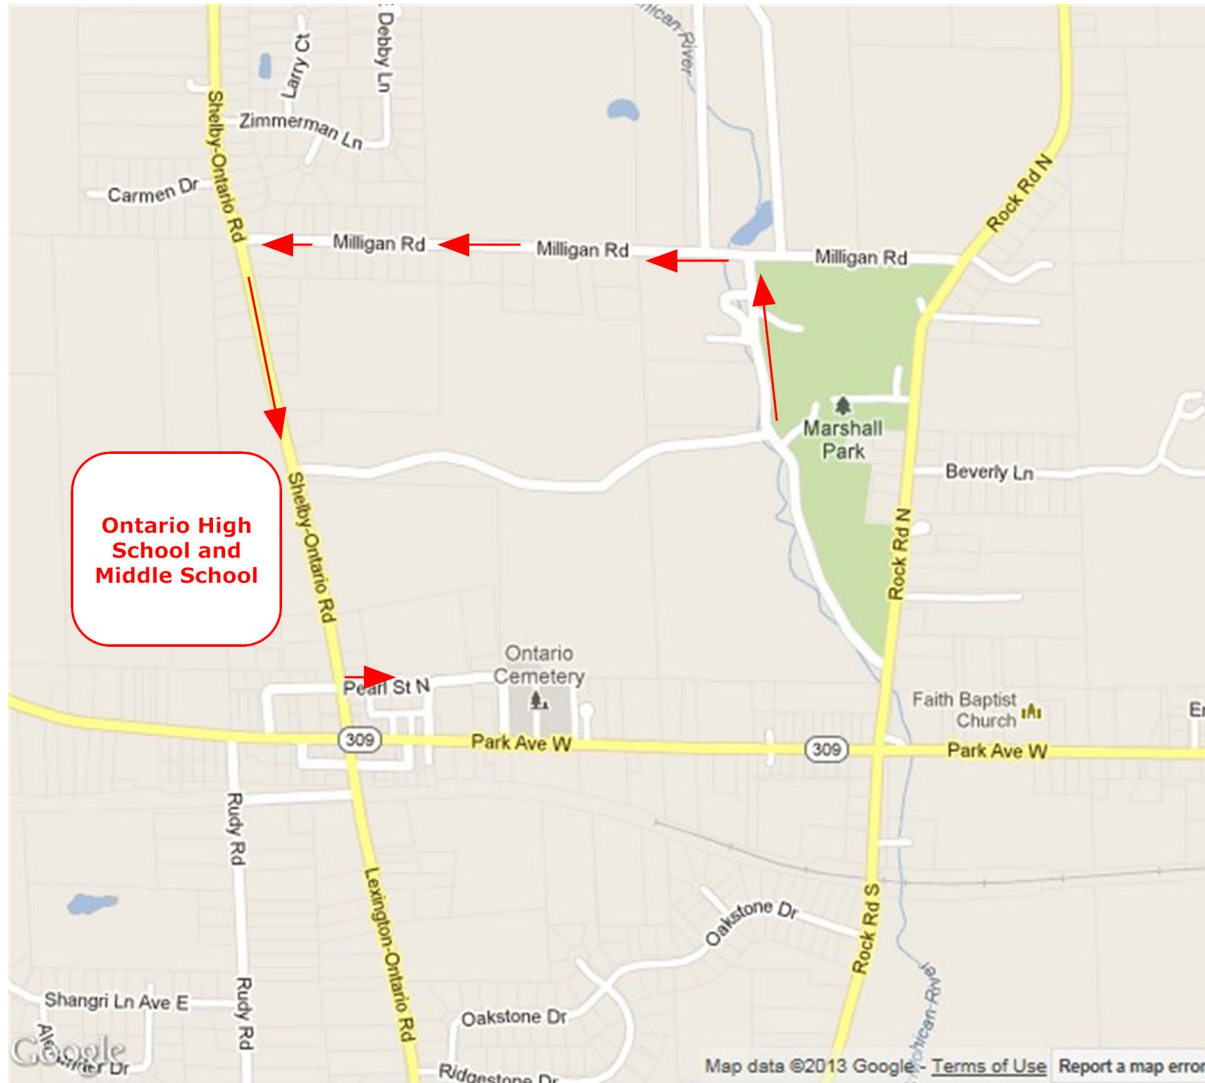 Debby Ln
Larry Ct
Zimmerman Ln
Carmen Dr
Shelby-Ontario Rd
Rock Rd N
Milligan Rd
Milligan Rd
Milligan Rd
Marshall
Park
Beverly Ln
Shelby-Ontario Rd
Ontario High
School and
Middle School
Rock Rd N
Ontario
Cemetery
Pearl St N
Faith Baptist
Church
309
Park Ave W
309
Park Ave W
Rudy Rd
Lexington-Ontario Rd
Oakstone Dr
Rock Rd S
Shangri Ln Ave E
Rudy Rd
Oakstone Dr
Ridgestone Dr
Google
Map data ©2013 Google - Terms of Use
Report a map error